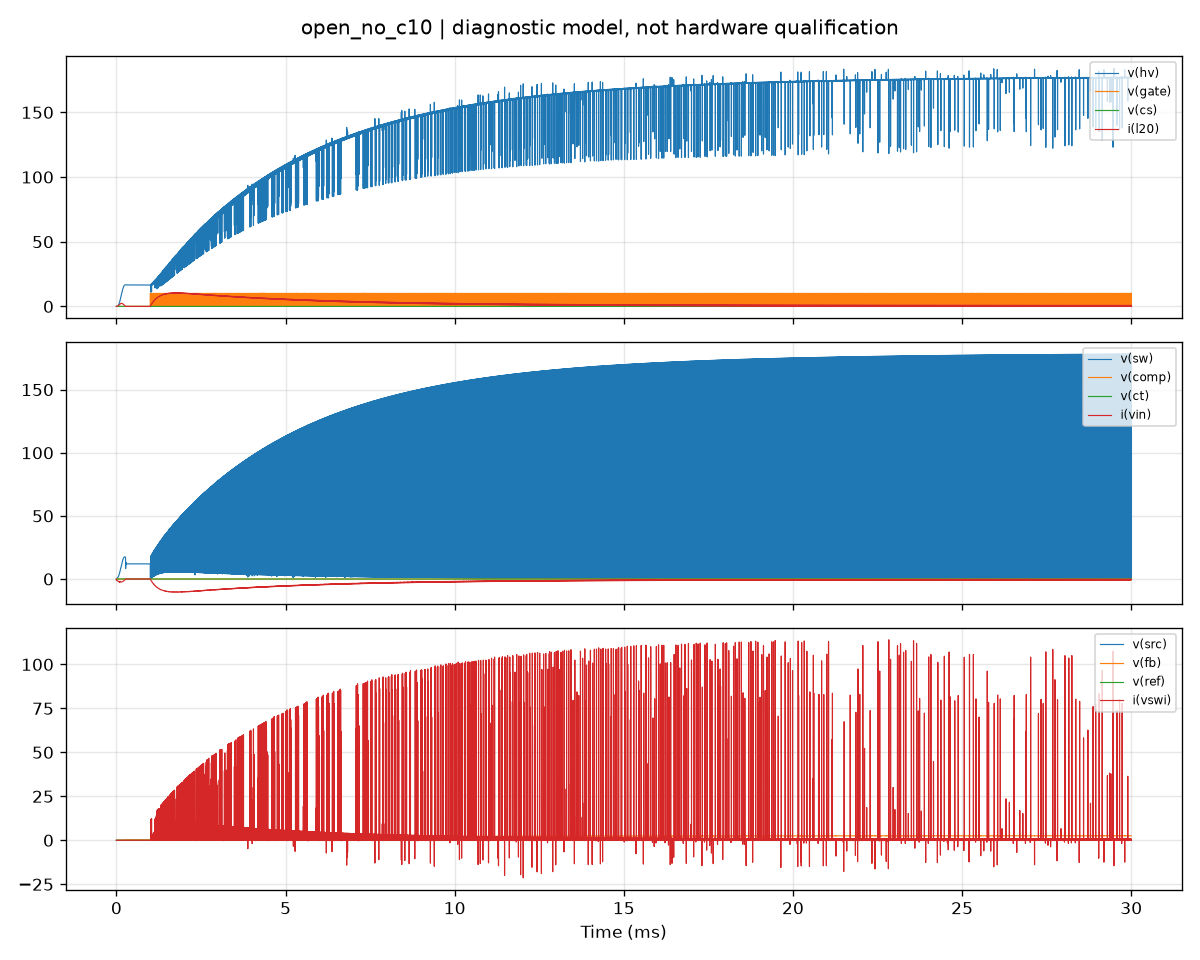 open_no_c10 | diagnostic model, not hardware qualification
150
100
50
0
v(hv)
v(gate)
v(cs)
i(l20)
150
100
50
0
v(sw)
v(comp)
v(ct)
i(vin)
100
75
50
25
0
−25
v(src)
v(fb)
v(ref)
i(vswi)
0 5 10 15 20 25 30
Time (ms)